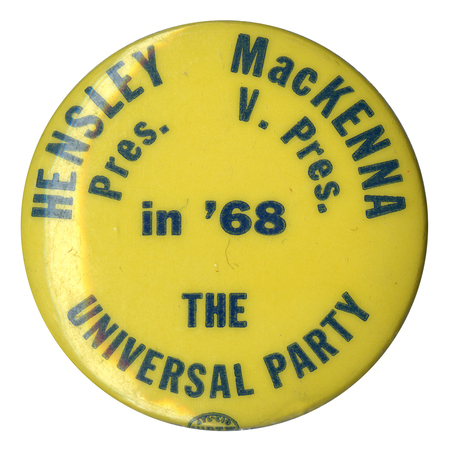 HENSLEY
Pres.
MacKENNA
V. Pres.
in '68
THE
UNIVERSAL PARTY